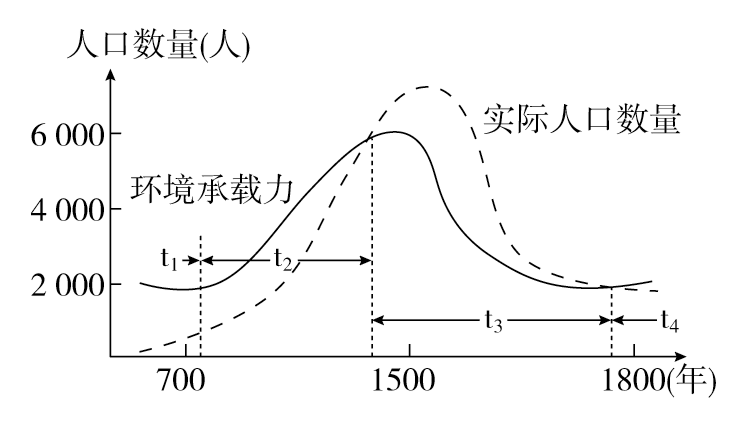 人口数量(人)
6 000
实际人口数量
环境承载力
4 000
t₁
t₂
2 000
t₃
t₄
700
1500
1800(年)